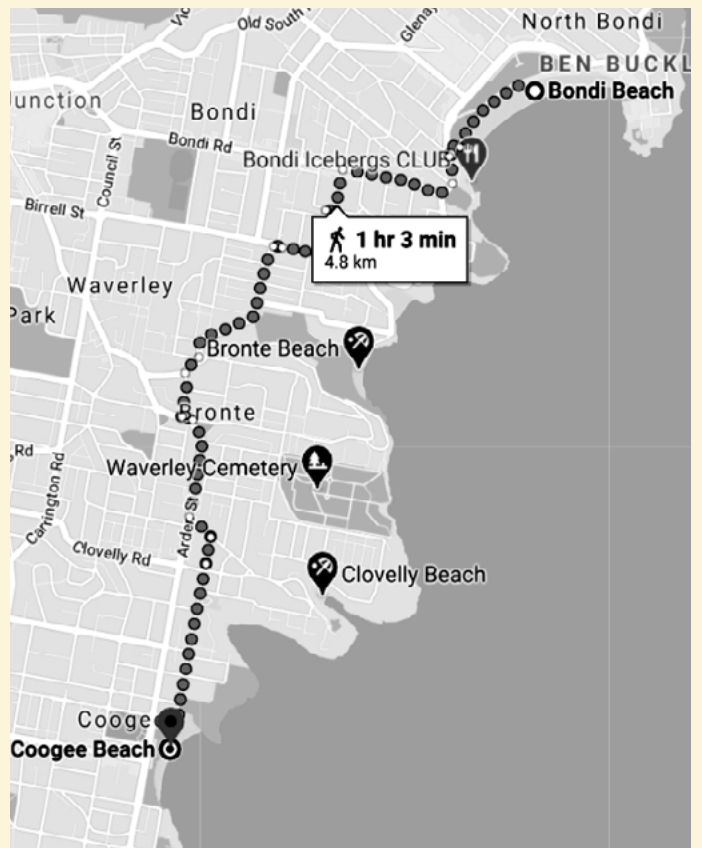 North Bondi
Old South
Glenay
BEN BUCKL
Bondi Beach
Junction
Bondi
Council St
Bondi Rd
Bondi Icebergs CLUB
Birrell St
1 hr 3 min
4.8 km
Waverley
Park
Bronte Beach
Bronte
Rd
Waverley Cemetery
Carrington Rd
Arden St
Clovelly Rd
Clovelly Beach
Cooge
Coogee Beach